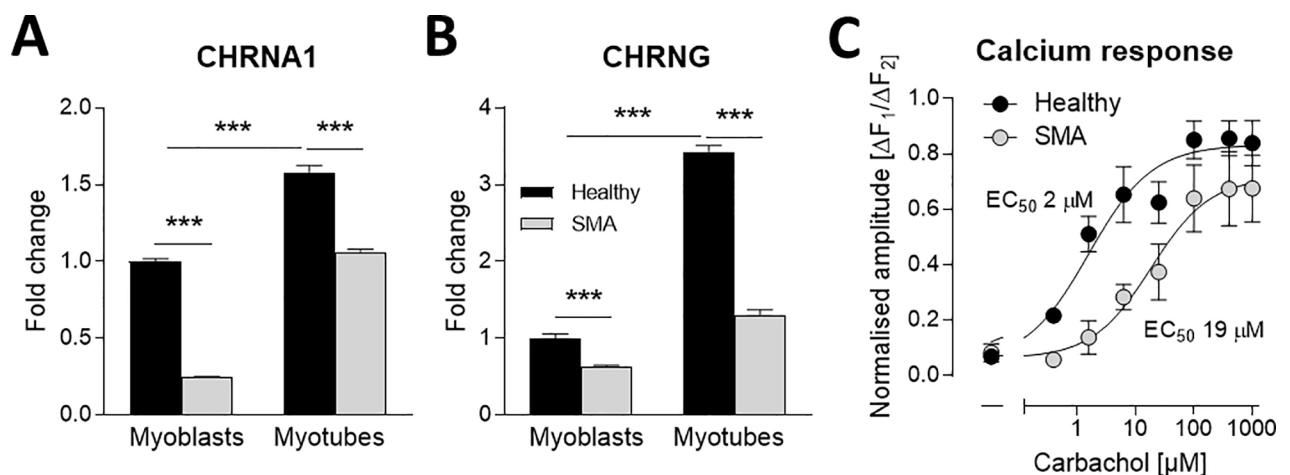 A
CHRNA1
Fold change
2.0
1.5
1.0
0.5
0.0
***
***
***
Myoblasts
Myotubes
B
CHRNG
Fold change
4
3
2
1
0
***
***
***
Healthy
SMA
Myoblasts
Myotubes
C
Calcium response
Normalised amplitude [ΔF₁/ΔF₂]
1.0
0.8
0.6
0.4
0.2
0.0
Healthy
SMA
EC₅₀ 2 μM
EC₅₀ 19 μM
1 10 100 1000
Carbachol [μM]